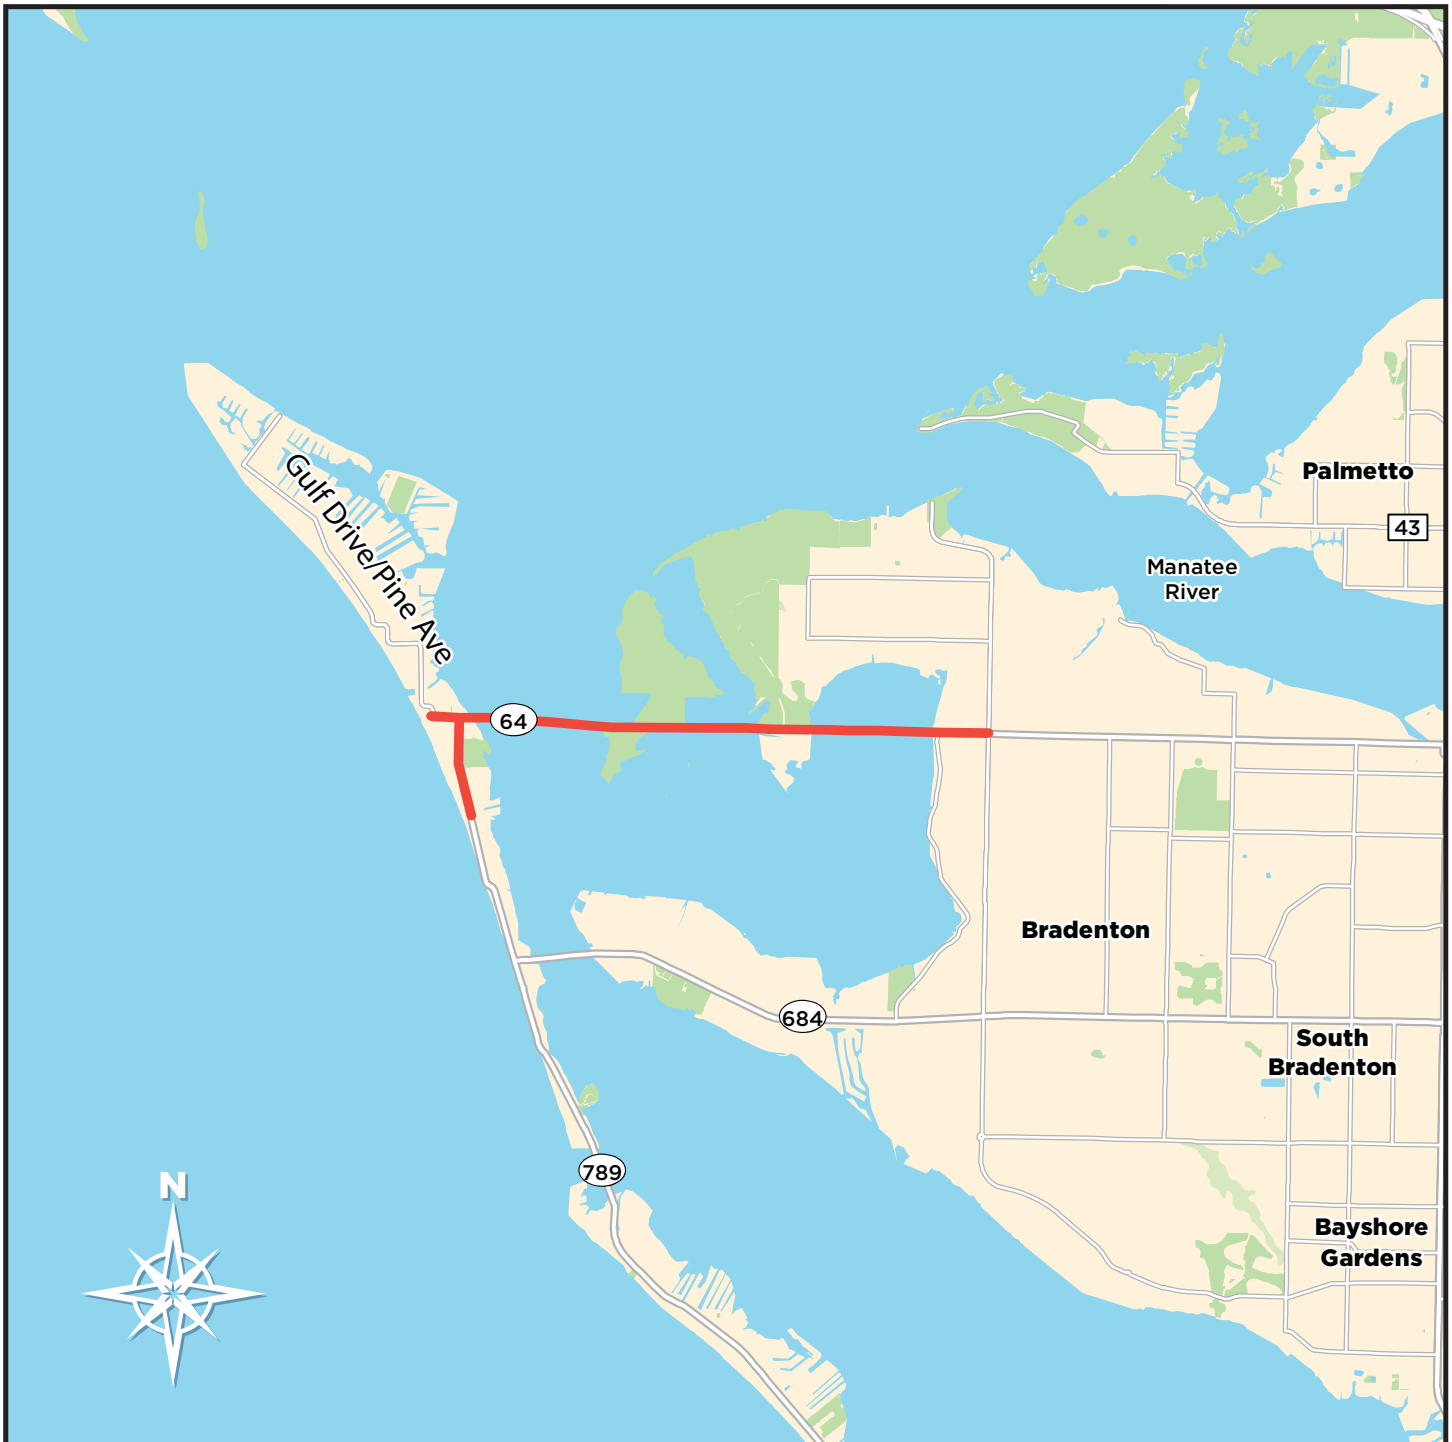 Gulf Drive/Pine Ave
Palmetto
43
Manatee
River
64
Bradenton
684
South
Bradenton
789
N
Bayshore
Gardens